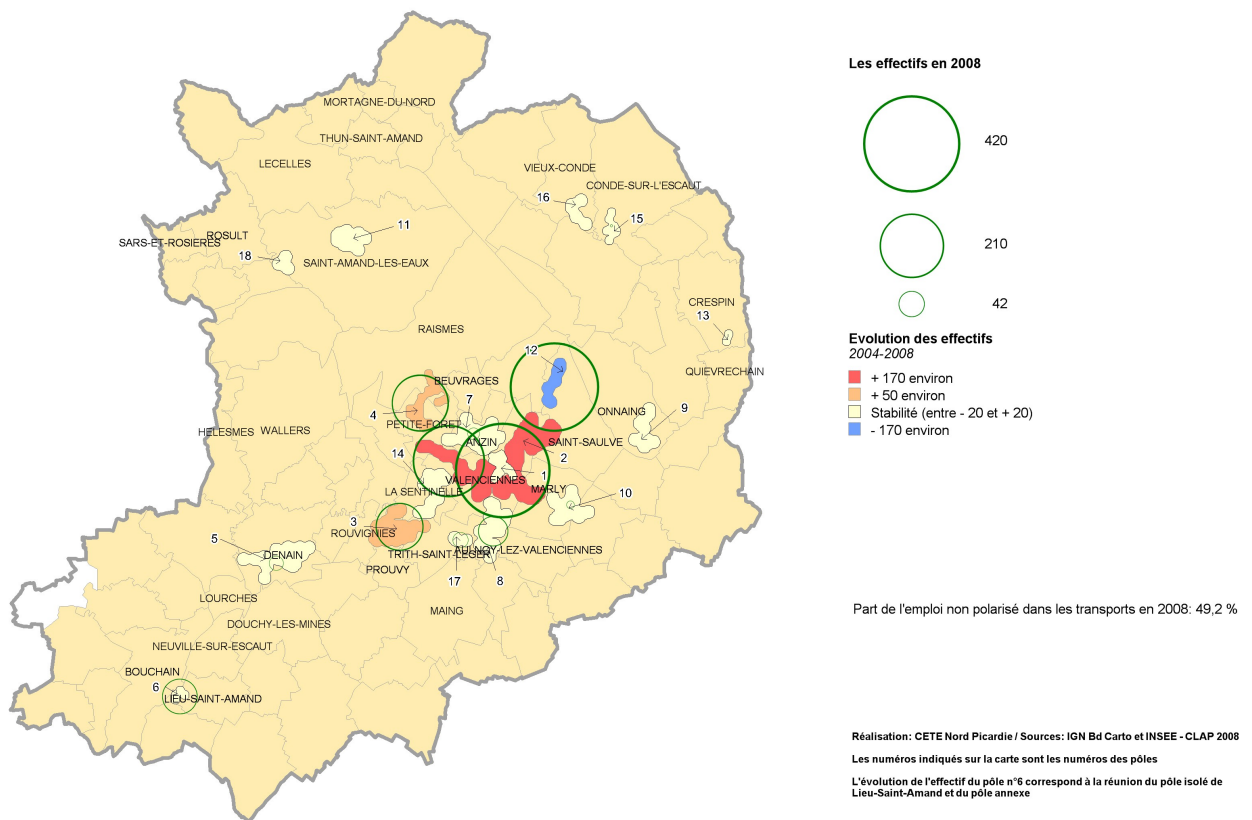 MORTAGNE-DU-NORD
THUN-SAINT-AMAND
LECELLES
VIEUX-CONDE
CONDE-SUR-L'ESCAUT
16
15
11
ROSULT
SARS-ET-ROSIERES
18
SAINT-AMAND-LES-EAUX
CRESPIN
13
RAISMES
12
QUIEVRECHAIN
BEUVRAGES
7
4
PETITE-FORET
ONNAING
9
HELESMES
WALLERS
ANZIN
SAINT-SAULVE
14
2
1
VALENCIENNES
LA SENTINELLE
MARLY
10
3
ROUVIGNIES
5
DENAIN
TRITH-SAINT-LEGER
AULNOY-LEZ-VALENCIENNES
PROUVY
17
8
LOURCHES
MAING
DOUCHY-LES-MINES
NEUVILLE-SUR-ESCAUT
BOUCHAIN
6
LIEU-SAINT-AMAND
Les effectifs en 2008
420
210
42
Evolution des effectifs
2004-2008
+ 170 environ
+ 50 environ
Stabilité (entre - 20 et + 20)
- 170 environ
Part de l'emploi non polarisé dans les transports en 2008: 49,2 %
Réalisation: CETE Nord Picardie / Sources: IGN Bd Carto et INSEE - CLAP 2008
Les numéros indiqués sur la carte sont les numéros des pôles
L'évolution de l'effectif du pôle n°6 correspond à la réunion du pôle isolé de
Lieu-Saint-Amand et du pôle annexe